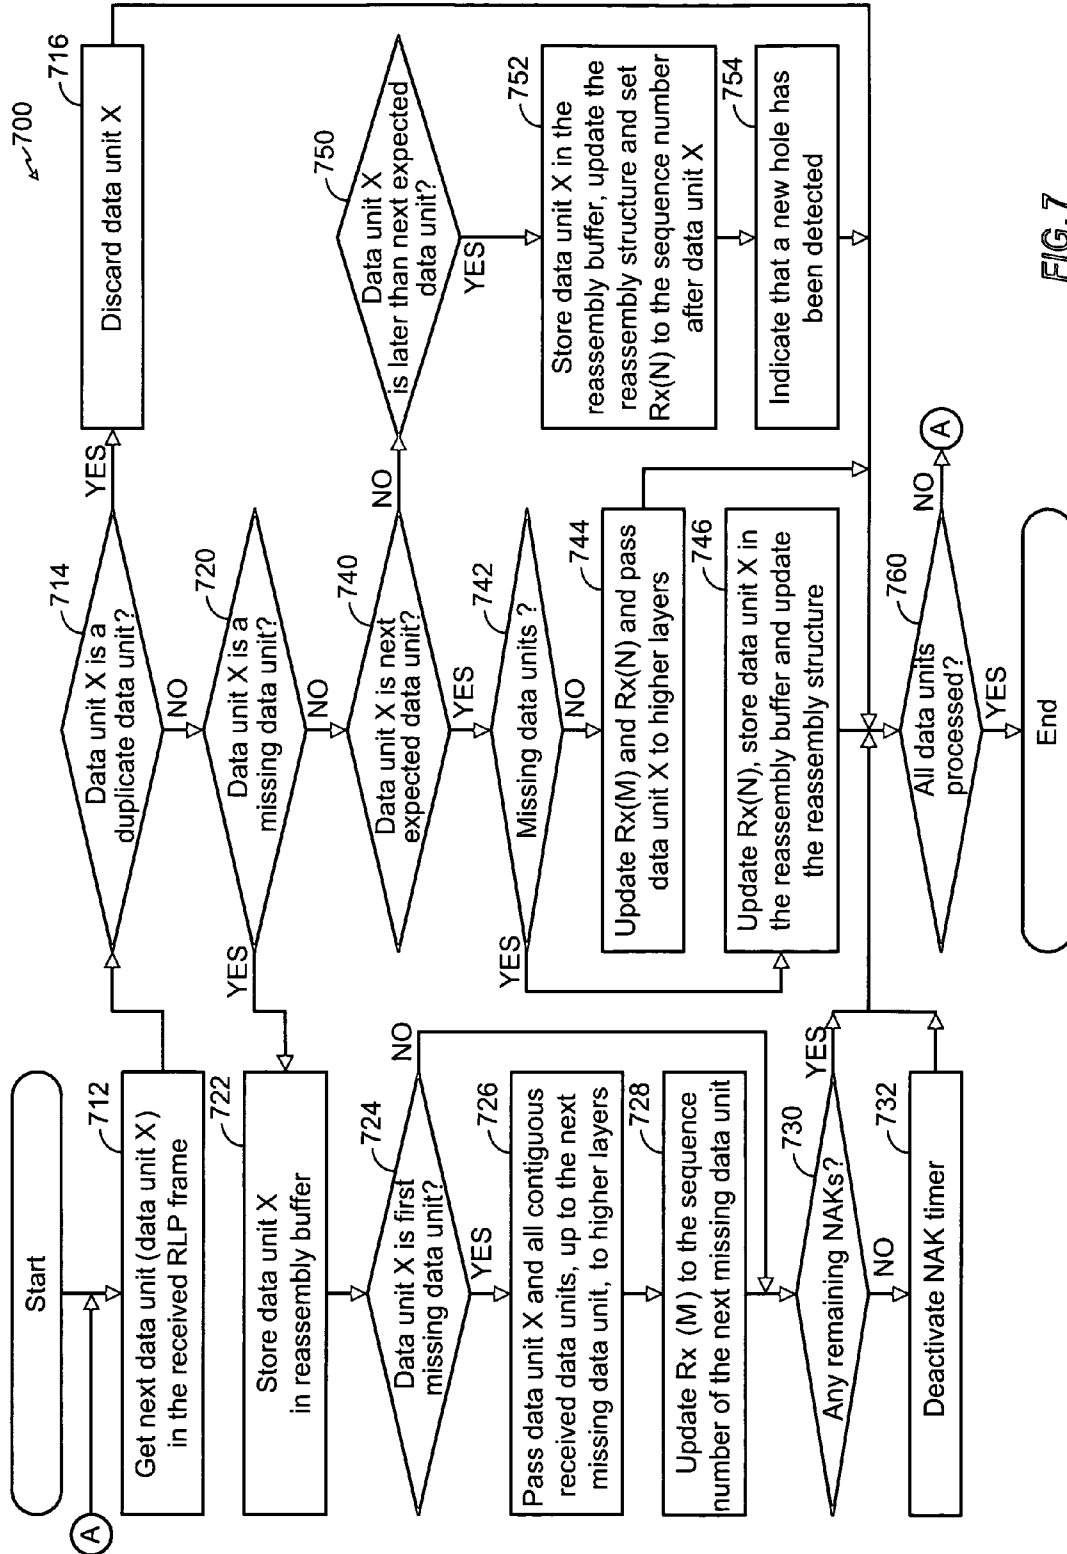 700
Start
A
712
Get next data unit (data unit X)
in the received RLP frame
714
Data unit X is a
duplicate data unit?
YES
NO
716
Discard data unit X
720
Data unit X is a
missing data unit?
YES
NO
722
Store data unit X
in reassembly buffer
724
Data unit X is first
missing data unit?
NO
YES
726
Pass data unit X and all contiguous
received data units, up to the next
missing data unit, to higher layers
728
Update Rx (M) to the sequence
number of the next missing data unit
730
Any remaining NAKs?
YES
NO
732
Deactivate NAK timer
740
Data unit X is next
expected data unit?
NO
YES
742
Missing data units ?
YES
NO
744
Update Rx(M) and Rx(N) and pass
data unit X to higher layers
746
Update Rx(N), store data unit X in
the reassembly buffer and update
the reassembly structure
750
Data unit X
is later than next expected
data unit?
YES
752
Store data unit X in the
reassembly buffer, update the
reassembly structure and set
Rx(N) to the sequence number
after data unit X
754
Indicate that a new hole has
been detected
760
All data units
processed?
NO
A
YES
End
FIG. 7